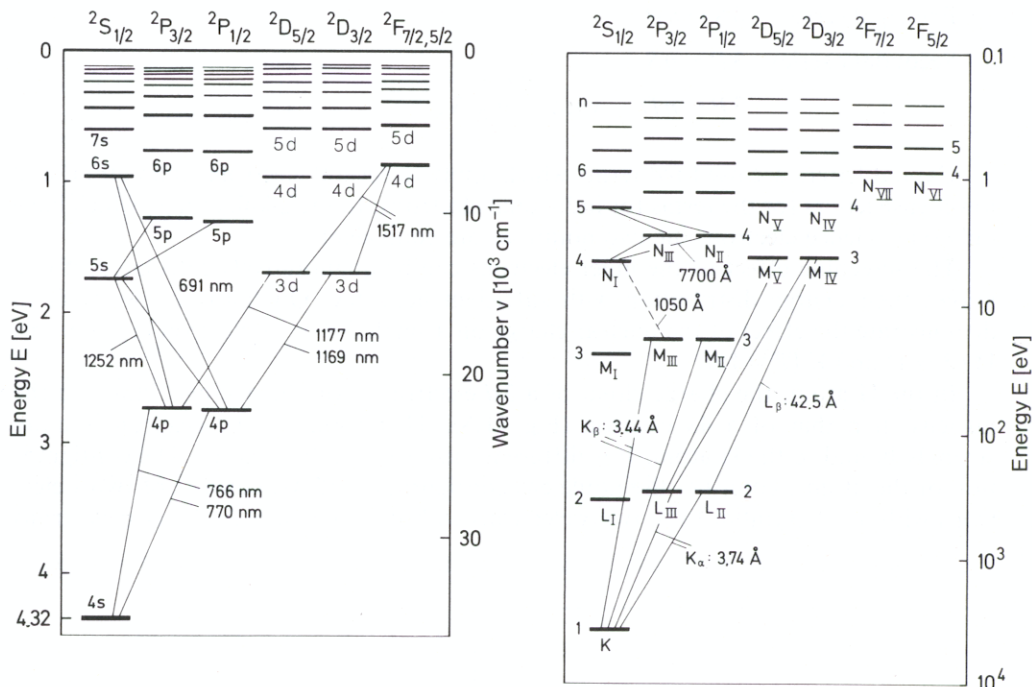 ²S₁/₂ ²P₃/₂ ²P₁/₂ ²D₅/₂ ²D₃/₂ ²F₇/₂,₅/₂
0 0
7s 5d 5d 5d
6s 6p 6p 4d 4d 4d
1
10
1517 nm
5p 5p
5s
691 nm 3d 3d
2
1177 nm
1169 nm
1252 nm
20
4p 4p
3
766 nm
770 nm
30
4
4s
4.32
Energy E [eV]
Wavenumber ν [10³ cm⁻¹]
²S₁/₂ ²P₃/₂ ²P₁/₂ ²D₅/₂ ²D₃/₂ ²F₇/₂ ²F₅/₂
0.1
n
5
6 4 1
N_VII N_VI
5 4
N_V N_IV
4
N_III N_II
4 N_I 7700 Å M_V M_IV 3
10
1050 Å
3 M_I M_III M_II 3
L_β: 42.5 Å
K_β: 3.44 Å
10²
2 L_I L_III L_II 2
K_α: 3.74 Å
10³
1 K
10⁴
Energy E [eV]